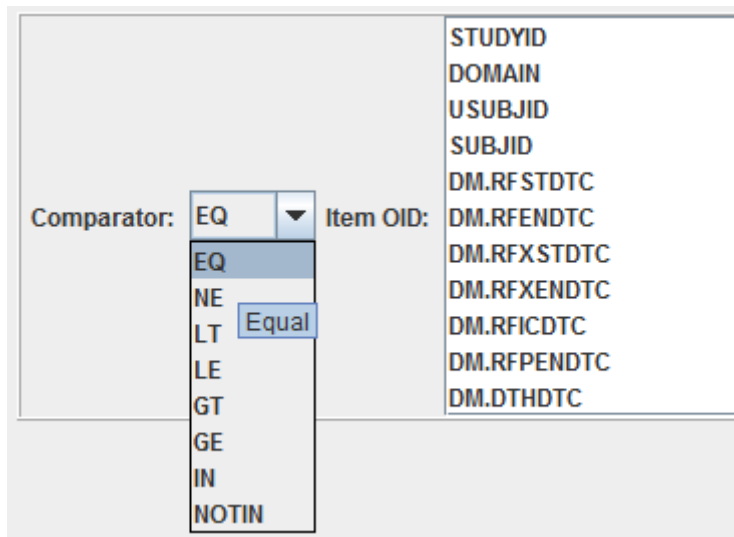 STUDYID
DOMAIN
USUBJID
SUBJID
DM.RFSTDTC
Comparator: EQ Item OID: DM.RFENDTC
EQ DM.RFXSTDTC
NE DM.RFXENDTC
Equal
LT DM.RFICDTC
LE DM.RFPENDTC
GT DM.DTHDTC
GE
IN
NOTIN